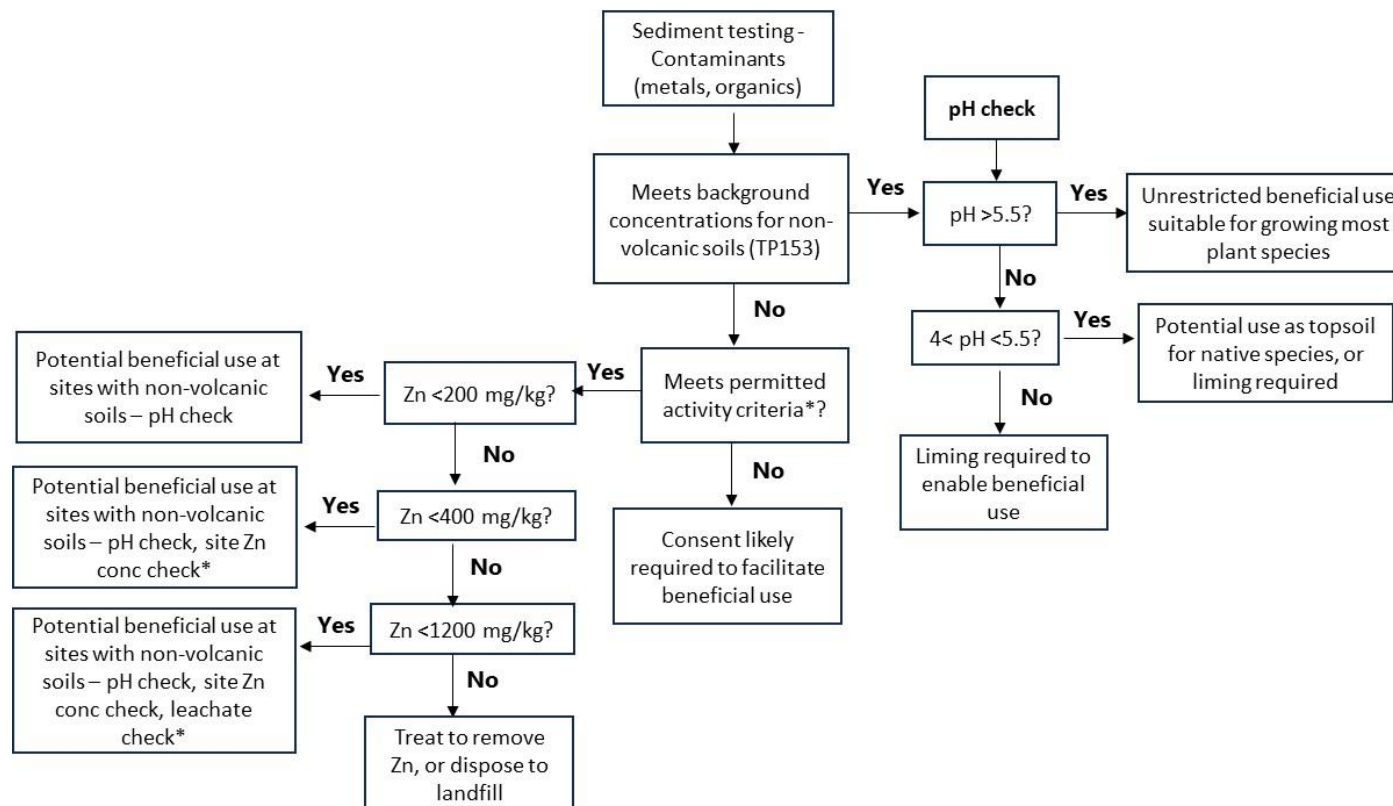 Sediment testing -
Contaminants
(metals, organics)
pH check
Meets background
concentrations for non-
volcanic soils (TP153)
Yes
pH >5.5?
Yes
Unrestricted beneficial use
suitable for growing most
plant species
No
No
4< pH <5.5?
Yes
Potential use as topsoil
for native species, or
liming required
No
Liming required to
enable beneficial
use
Meets permitted
activity criteria*?
Yes
Zn <200 mg/kg?
Yes
Potential beneficial use at
sites with non-volcanic
soils – pH check
No
No
Consent likely
required to facilitate
beneficial use
Zn <400 mg/kg?
Yes
Potential beneficial use at
sites with non-volcanic
soils – pH check, site Zn
conc check*
No
Zn <1200 mg/kg?
Yes
Potential beneficial use at
sites with non-volcanic
soils – pH check, site Zn
conc check, leachate
check*
No
Treat to remove
Zn, or dispose to
landfill